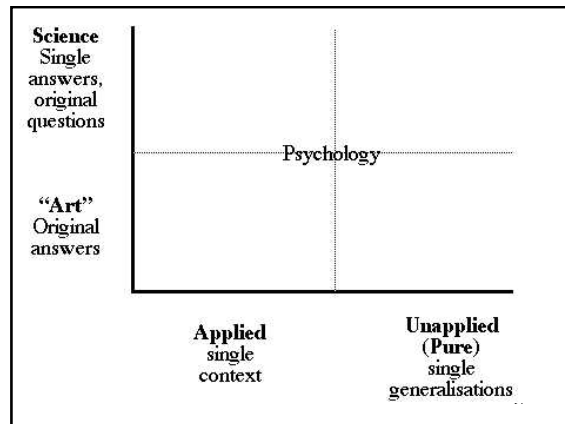 Science
Single
answers,
original
questions
Psychology
“Art”
Original
answers
Applied
single
context
Unapplied
(Pure)
single
generalisations